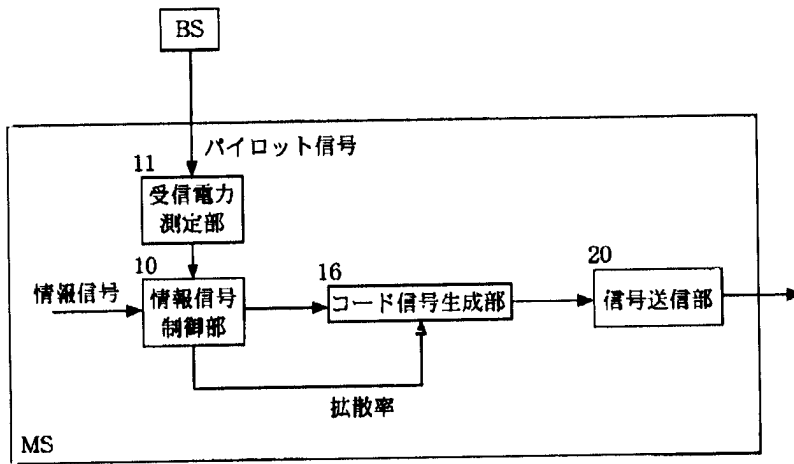 BS
パイロット信号
11
受信電力
測定部
10
16
20
情報信号
情報信号
制御部
コード信号生成部
信号送信部
拡散率
MS